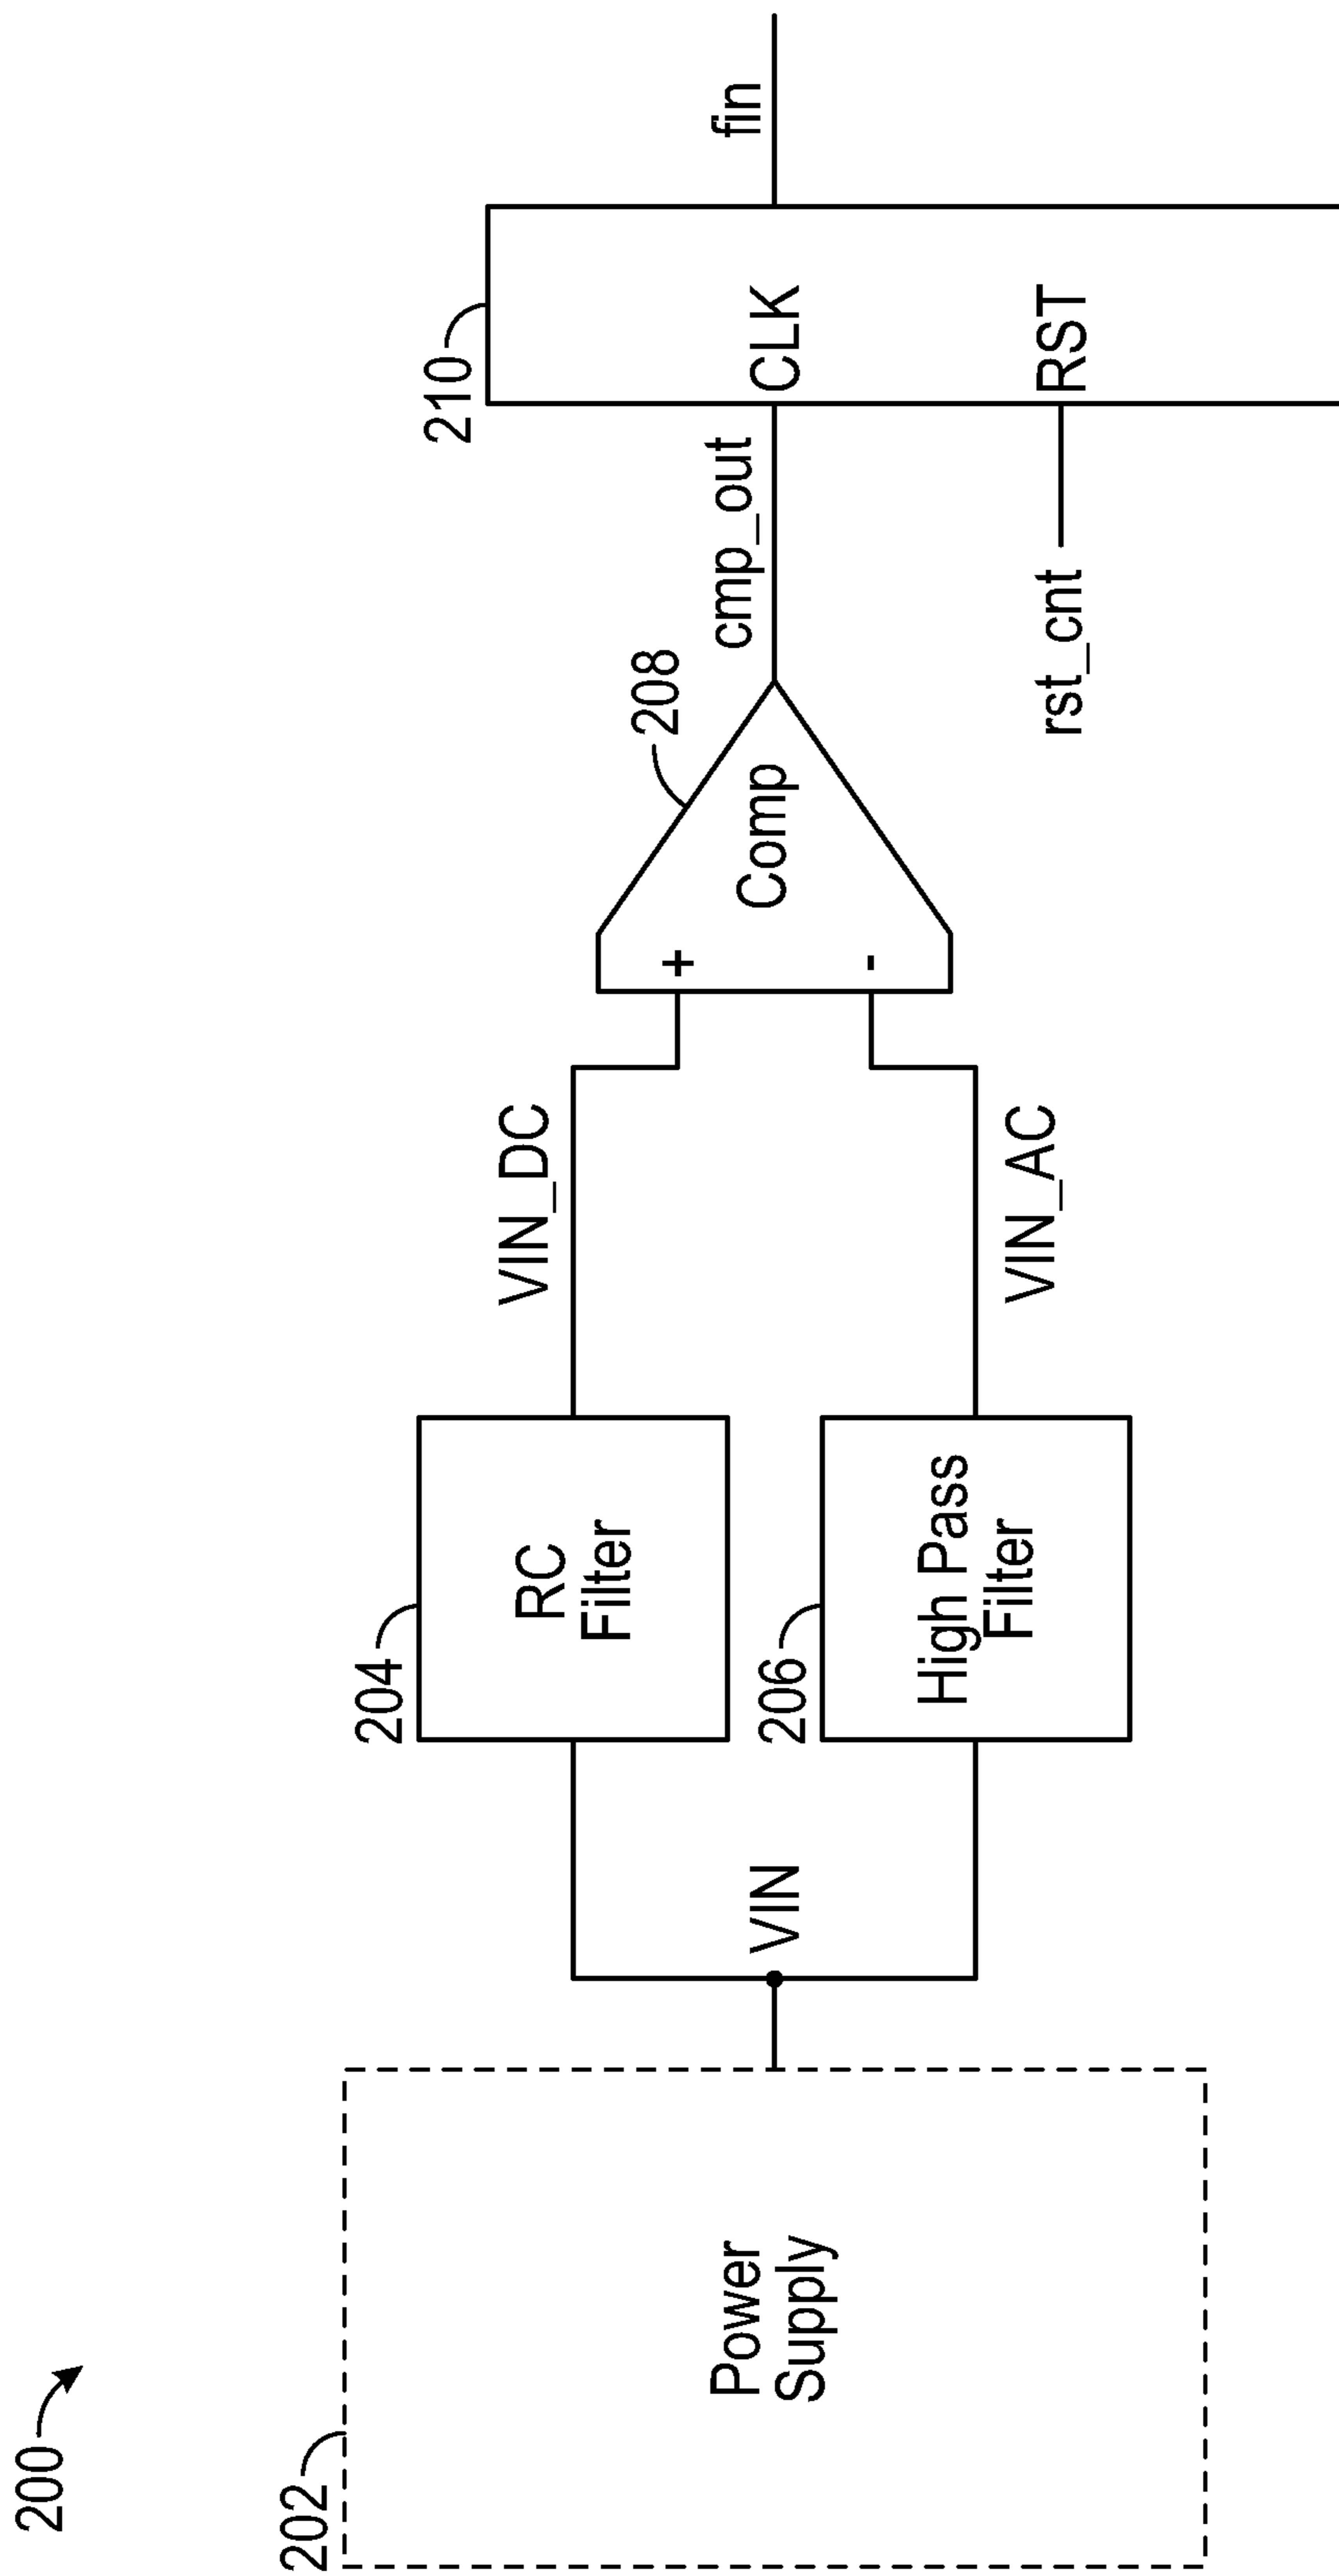 200
202
Power
Supply
VIN
204
RC
Filter
206
High Pass
Filter
VIN_DC
VIN_AC
208
+
-
Comp
cmp_out
rst_cnt
210
CLK
RST
fin